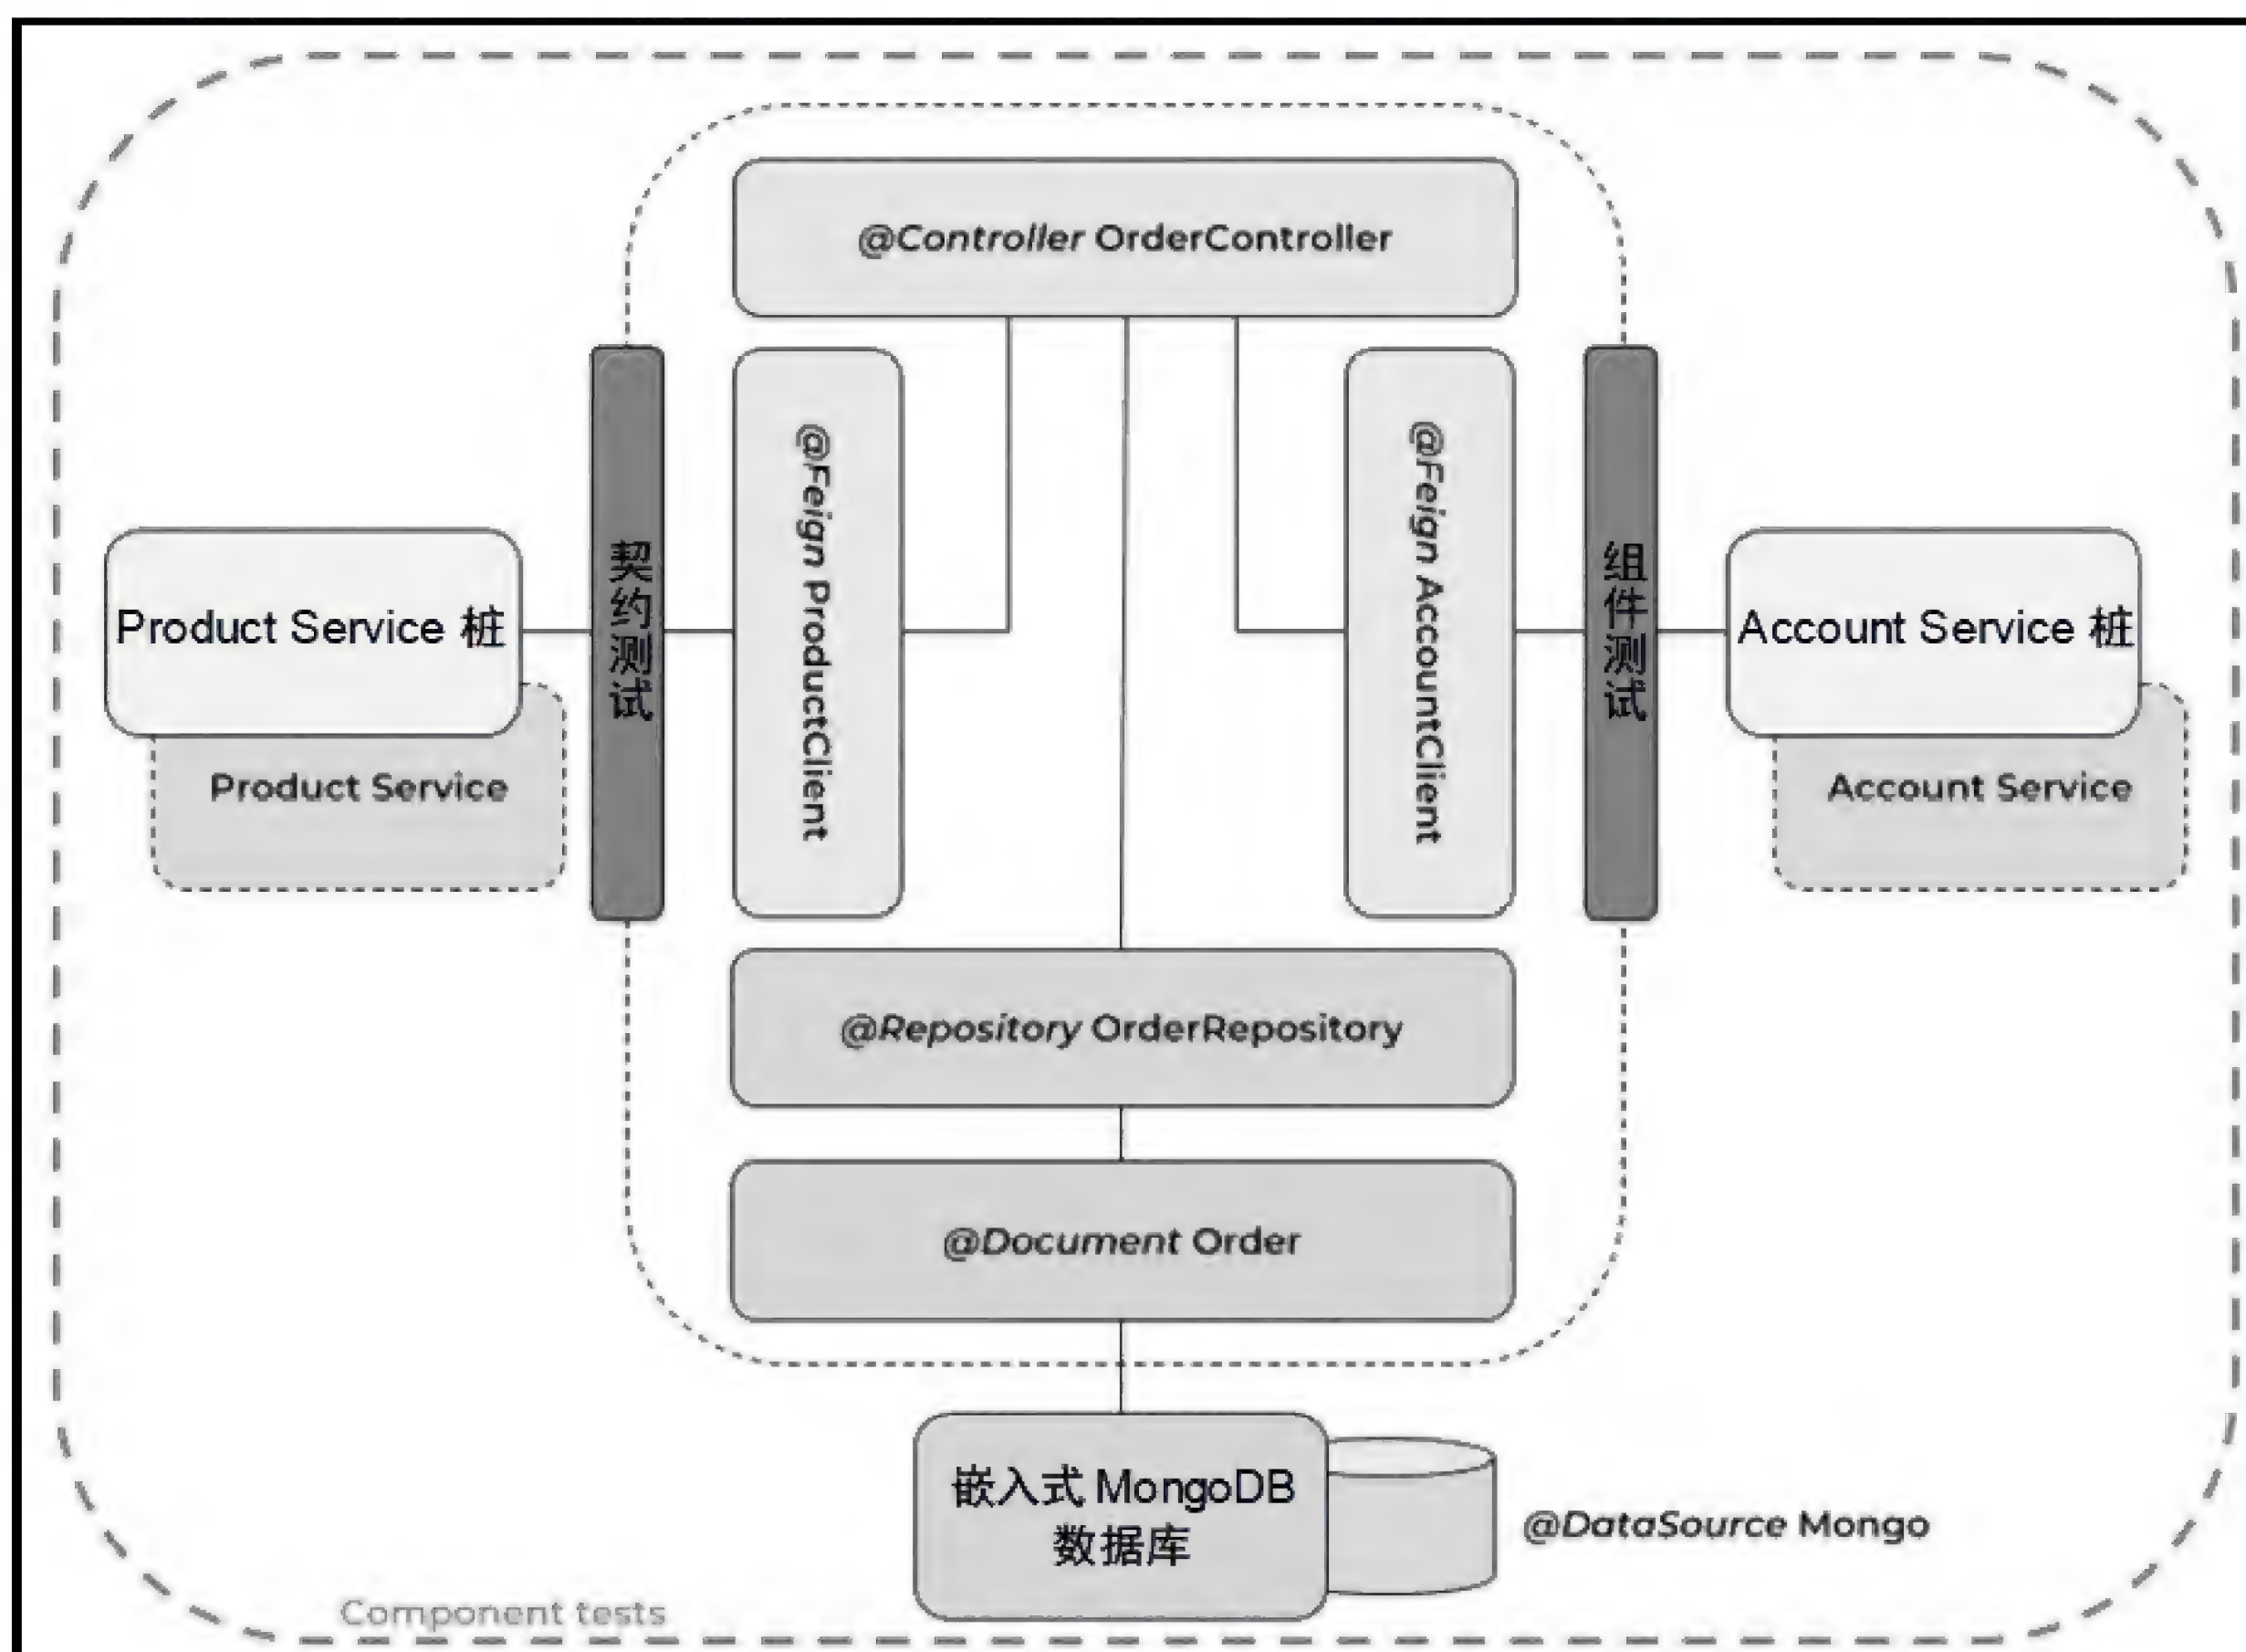 @Controller OrderController
契约测试
@Feign ProductClient
@Feign AccountClient
组件测试
Product Service 桩
Account Service 桩
Product Service
Account Service
@Repository OrderRepository
@Document Order
嵌入式 MongoDB
数据库
@DataSource Mongo
Component tests